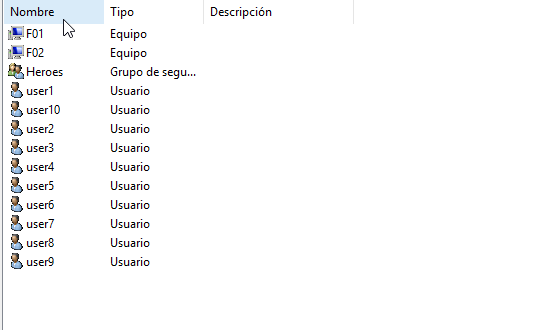 Nombre Tipo Descripción
F01 Equipo
F02 Equipo
Heroes Grupo de segu...
user1 Usuario
user10 Usuario
user2 Usuario
user3 Usuario
user4 Usuario
user5 Usuario
user6 Usuario
user7 Usuario
user8 Usuario
user9 Usuario